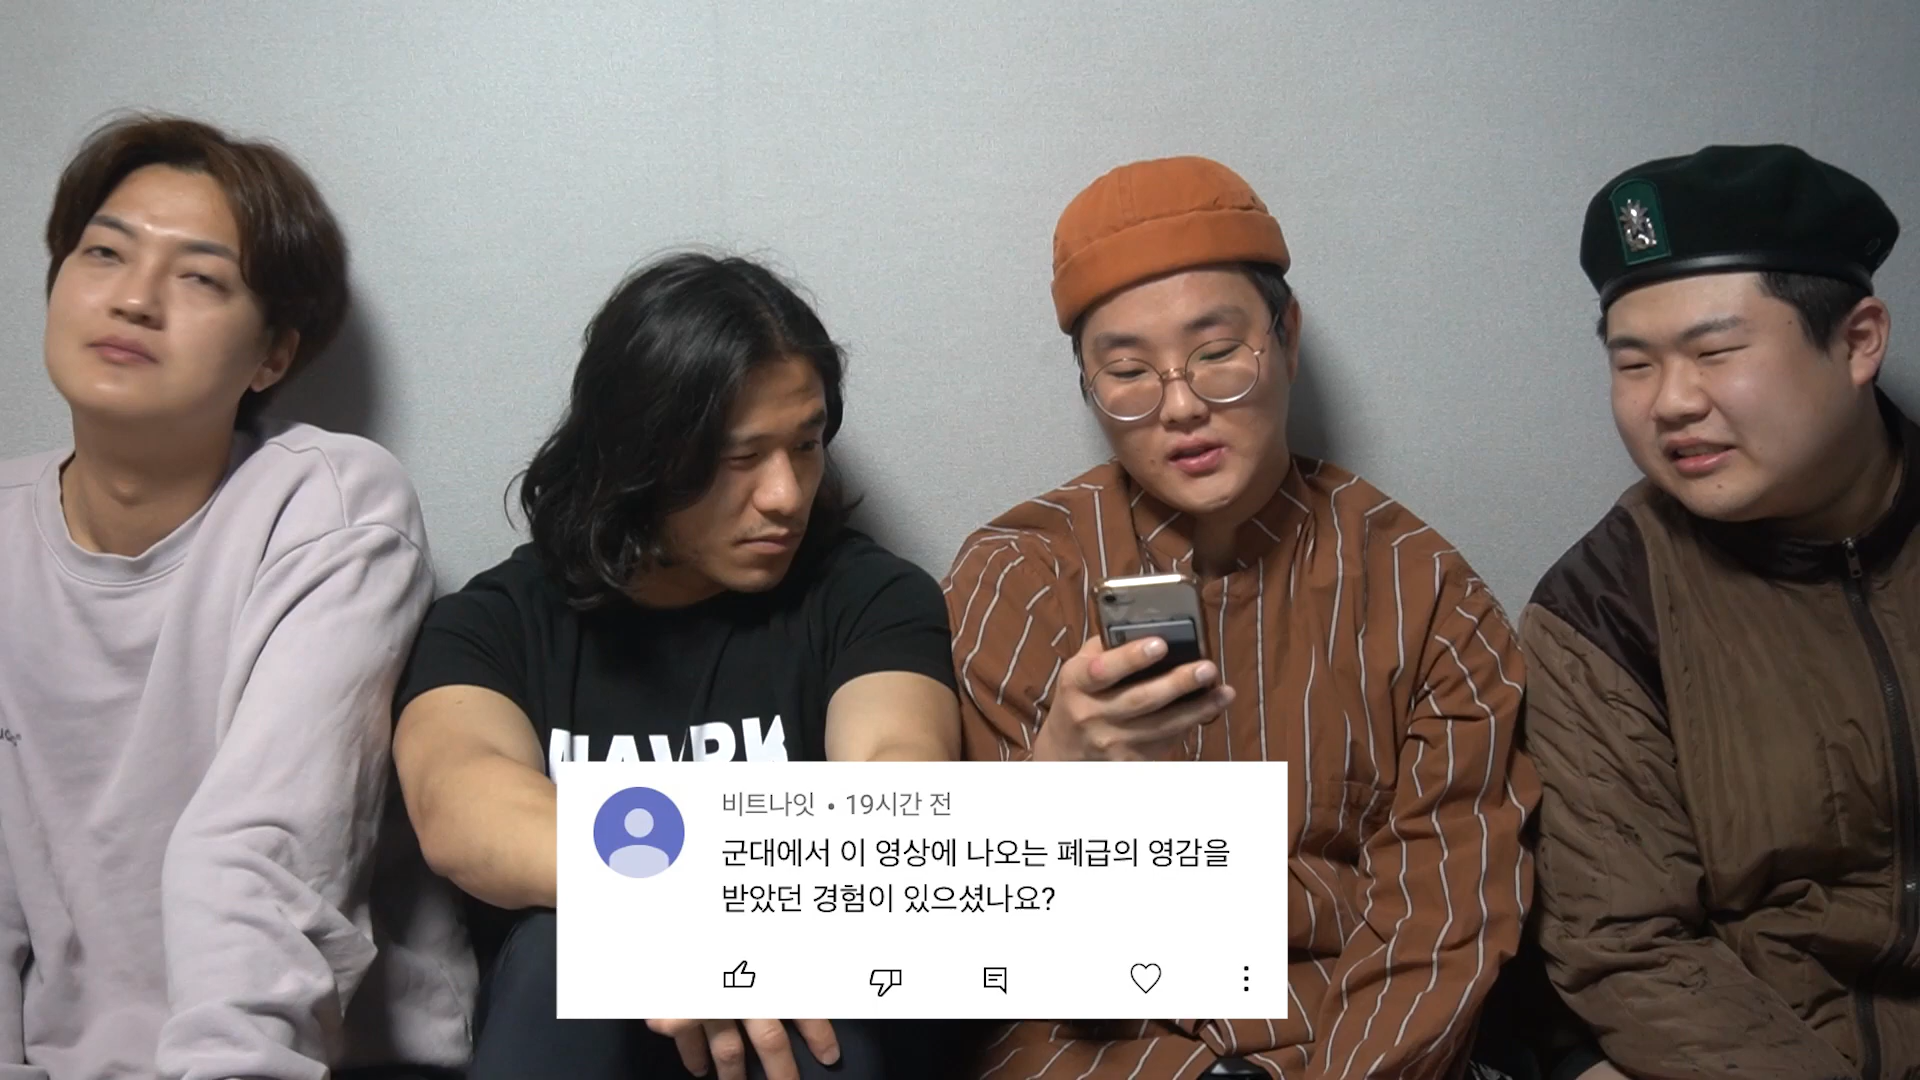 비트나잇 • 19시간 전
군대에서 이 영상에 나오는 폐급의 영감을
받았던 경험이 있으셨나요?